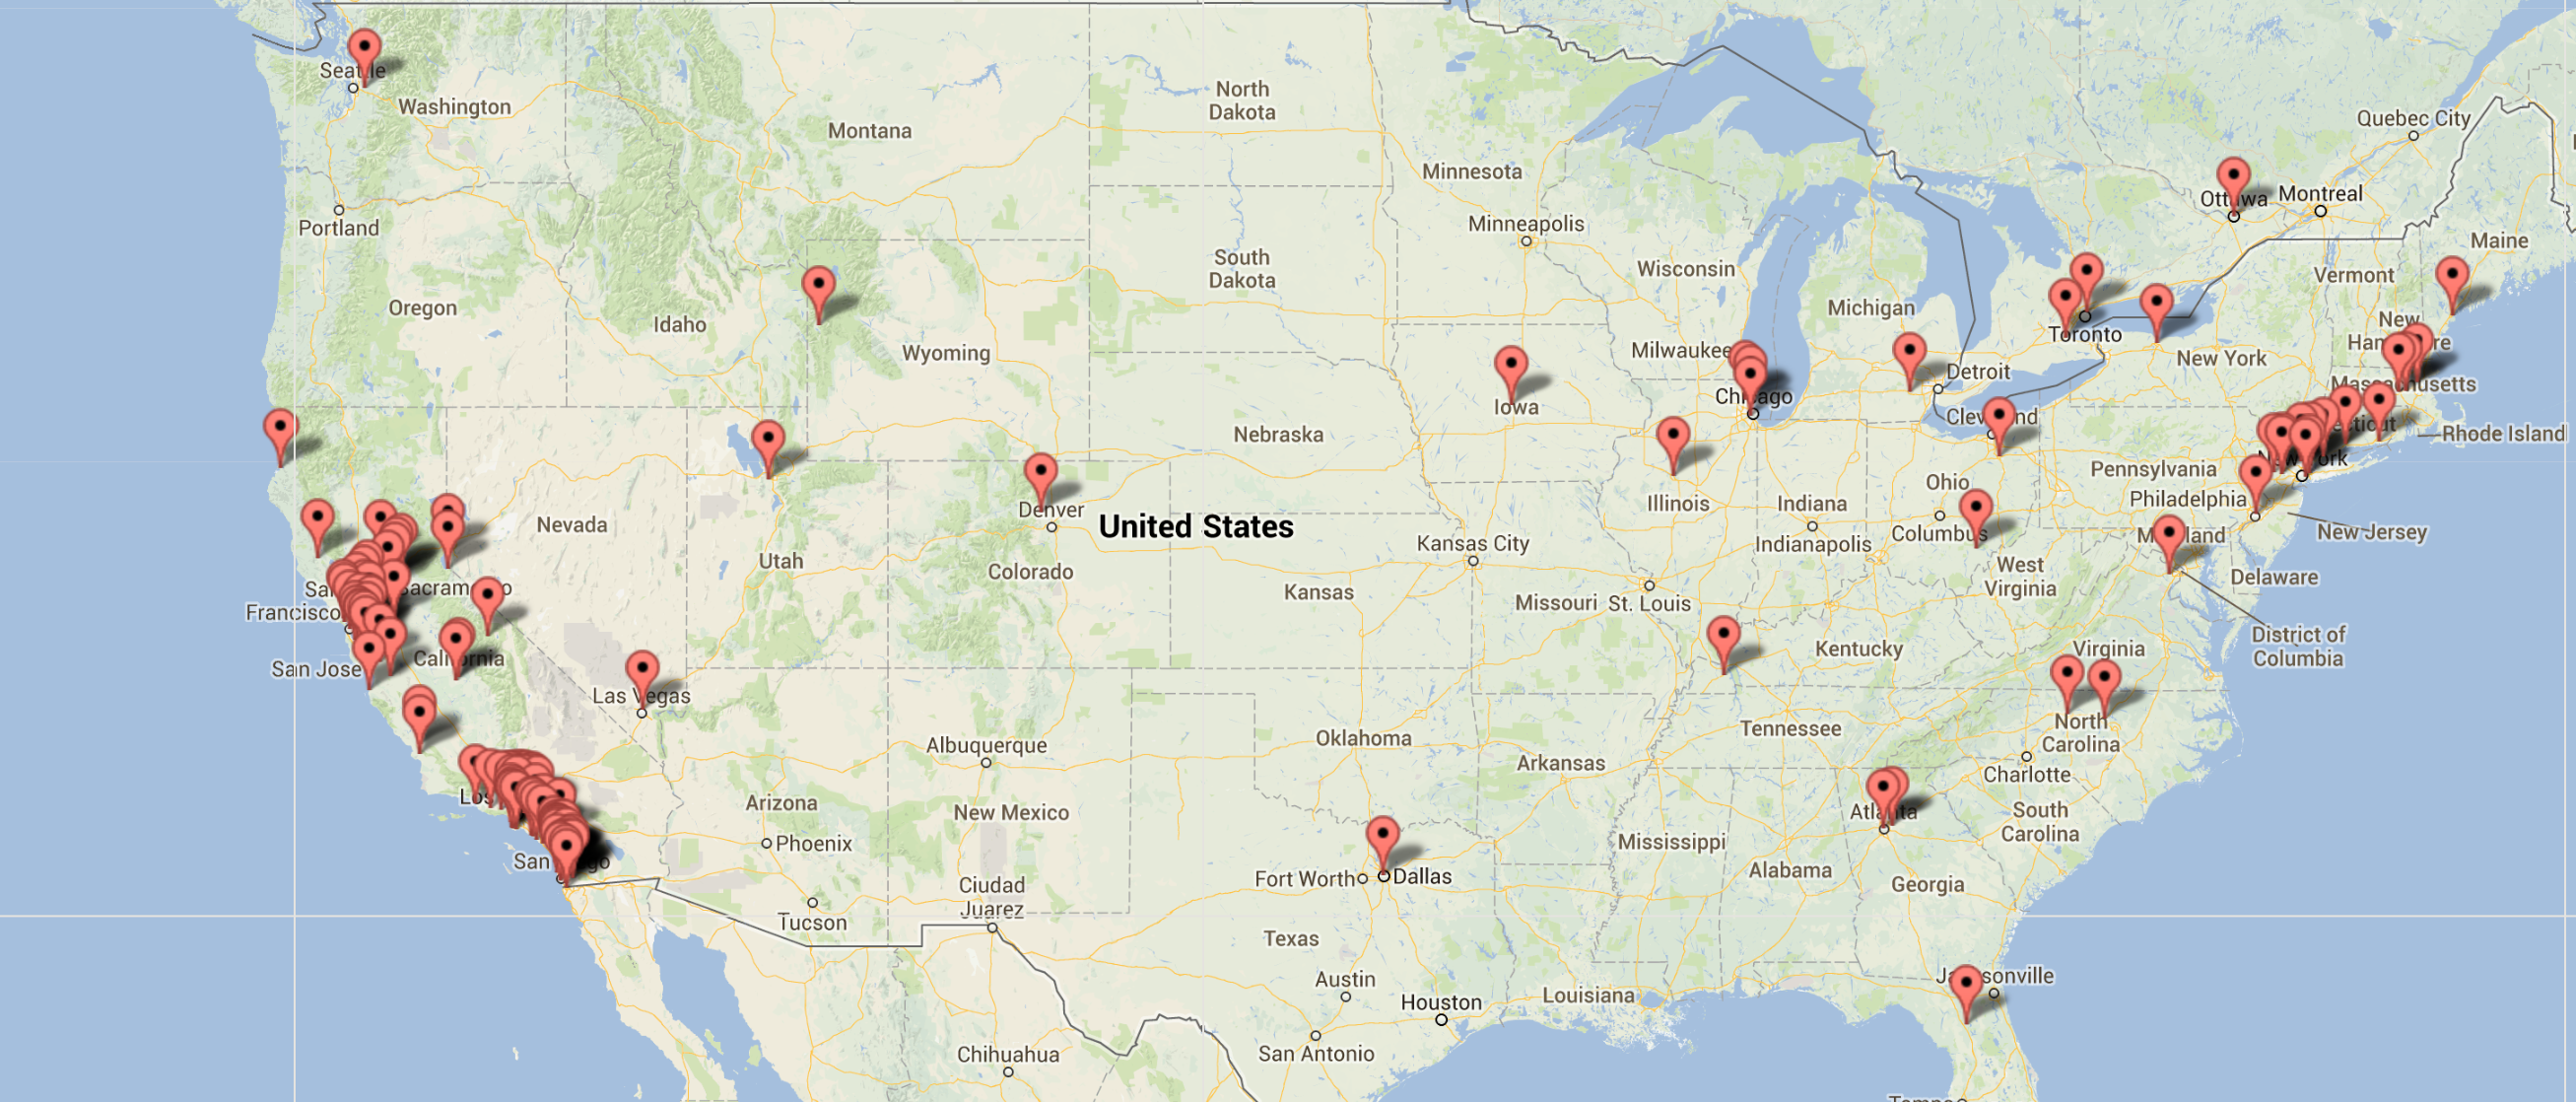 Quebec City
Seattle
Washington
North
Dakota
Montana
Minnesota
Ottawa
Montreal
Minneapolis
Portland
Maine
South
Dakota
Wisconsin
Vermont
Oregon
Idaho
Michigan
Toronto
New
Hampshire
Wyoming
Milwaukee
New York
Detroit
Massachusetts
Chicago
Iowa
Cleveland
Nebraska
Rhode Island
New York
Pennsylvania
Ohio
Philadelphia
Illinois
Indiana
Denver
United States
Nevada
Columbus
Maryland
New Jersey
Kansas City
Indianapolis
Utah
Colorado
West
Virginia
Delaware
San
Francisco
Sacramento
Kansas
Missouri
St. Louis
District of
Columbia
Kentucky
Virginia
San Jose
California
Las Vegas
North
Carolina
Tennessee
Oklahoma
Albuquerque
Arkansas
Charlotte
Los
Arizona
New Mexico
Atlanta
South
Carolina
Phoenix
Mississippi
San Diego
Alabama
Fort Worth
Dallas
Georgia
Ciudad
Juarez
Tucson
Texas
Jacksonville
Austin
Houston
Louisiana
San Antonio
Chihuahua